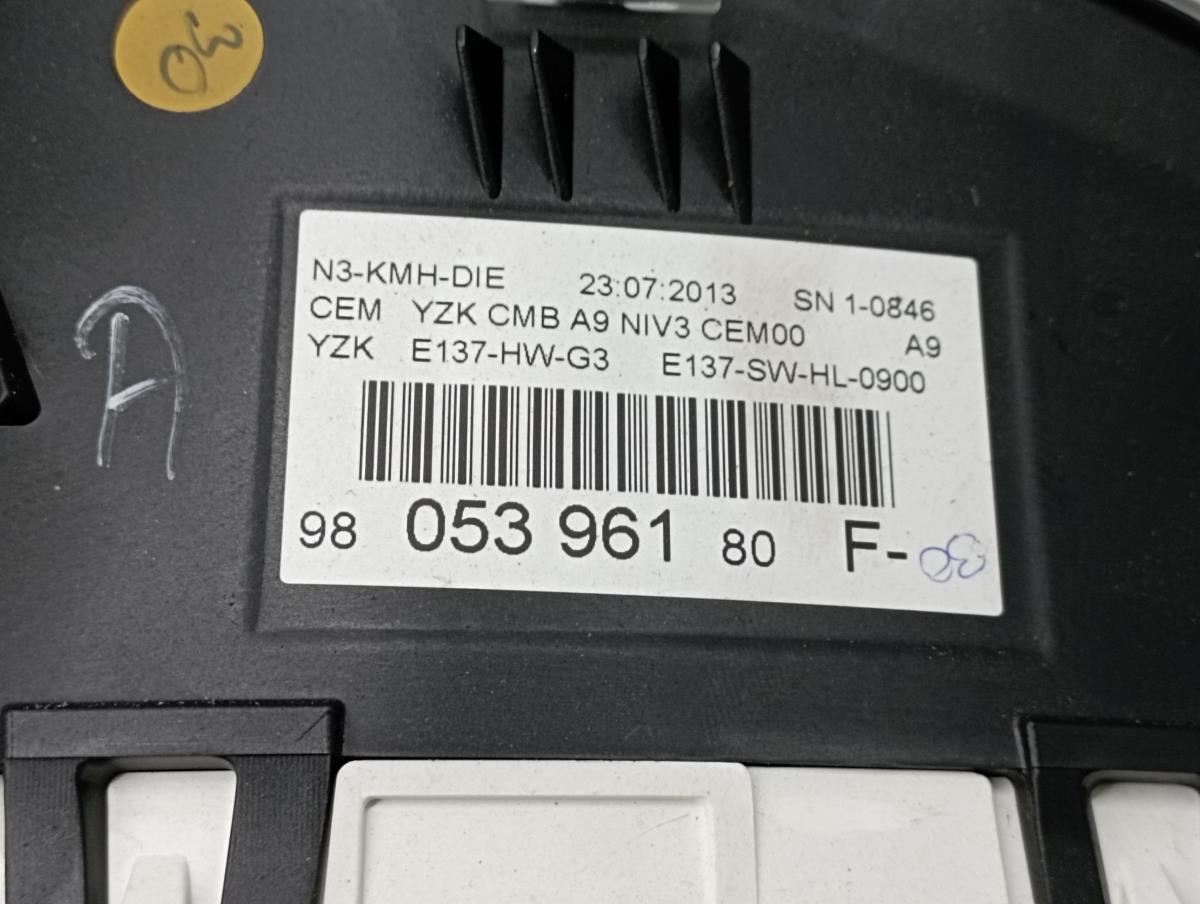 30
A
N3-KMH-DIE 23:07:2013 SN 1-0846
CEM YZK CMB A9 NIV3 CEM00 A9
YZK E137-HW-G3 E137-SW-HL-0900
98 053 961 80 F-